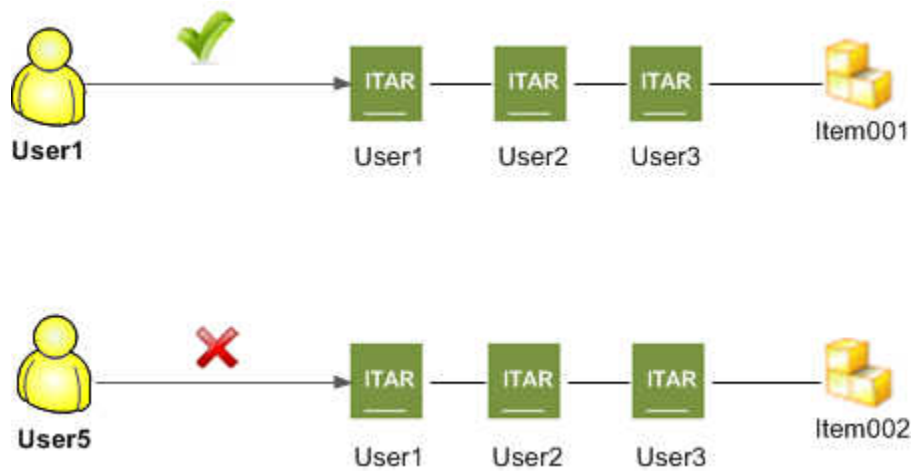 ITAR ITAR ITAR
User1 User1 User2 User3 Item001
ITAR ITAR ITAR
User5 User1 User2 User3 Item002